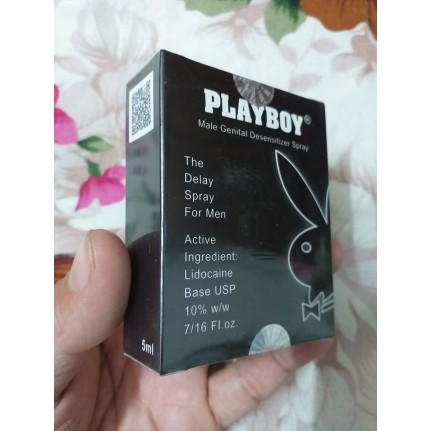 PLAYBOY®
Male Genital Desensitizer Spray
The
Delay
Spray
For Men
Active
Ingredient:
Lidocaine
Base USP
10% w/w
7/16 Fl.oz.
5ml